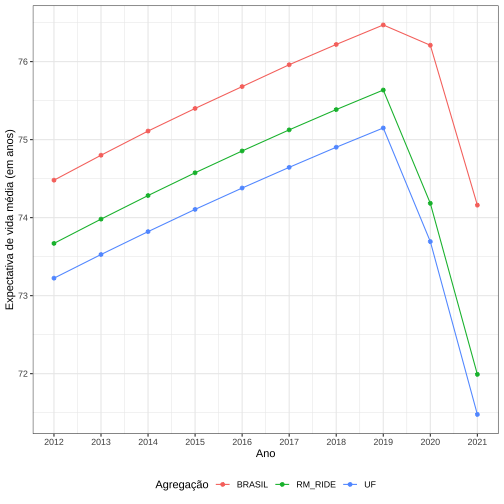 Expectativa de vida média (em anos)
76
75
74
73
72
2012 2013 2014 2015 2016 2017 2018 2019 2020 2021
Ano
Agregação BRASIL RM_RIDE UF